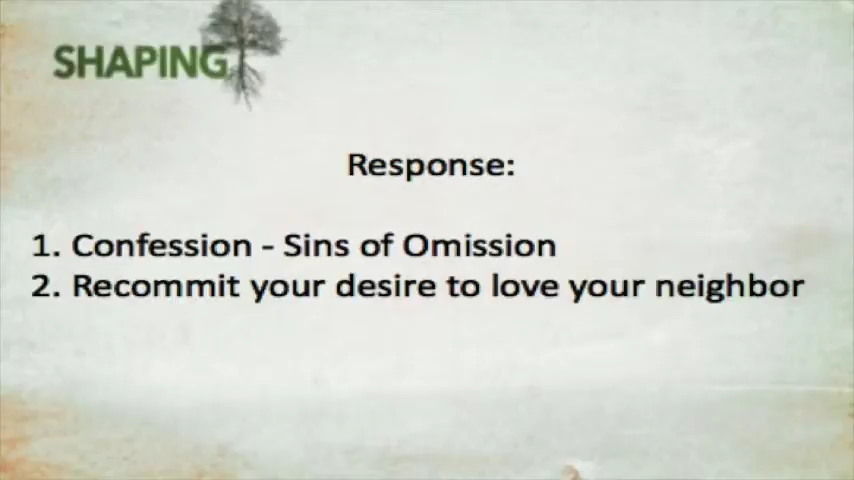 SHAPING
Response:
1. Confession - Sins of Omission
2. Recommit your desire to love your neighbor